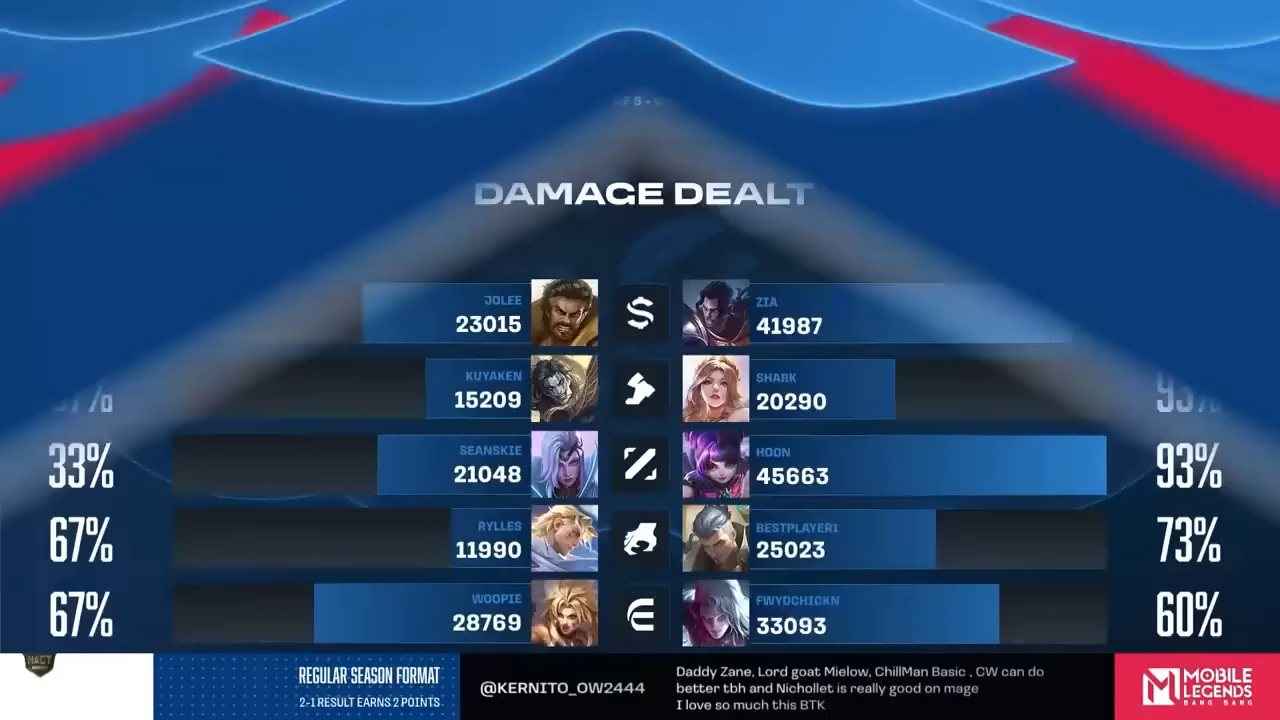 DAMAGE DEALT
JOLEE
23015
ZIA
41987
KUYAKEN
15209
SHARK
20290
33%
SEANSKIE
21048
HOON
45663
93%
67%
RYLLES
11990
BESTPLAYER1
25023
73%
67%
WOOPIE
28769
FWYDCHICKN
33093
60%
NACT
REGULAR SEASON FORMAT
2-1 RESULT EARNS 2 POINTS
@KERNITO_OW2444
Daddy Zane, Lord goat Mielow, ChillMan Basic , CW can do
better tbh and Nichollet is really good on mage
I love so much this BTK
MOBILE
LEGENDS
BANG BANG